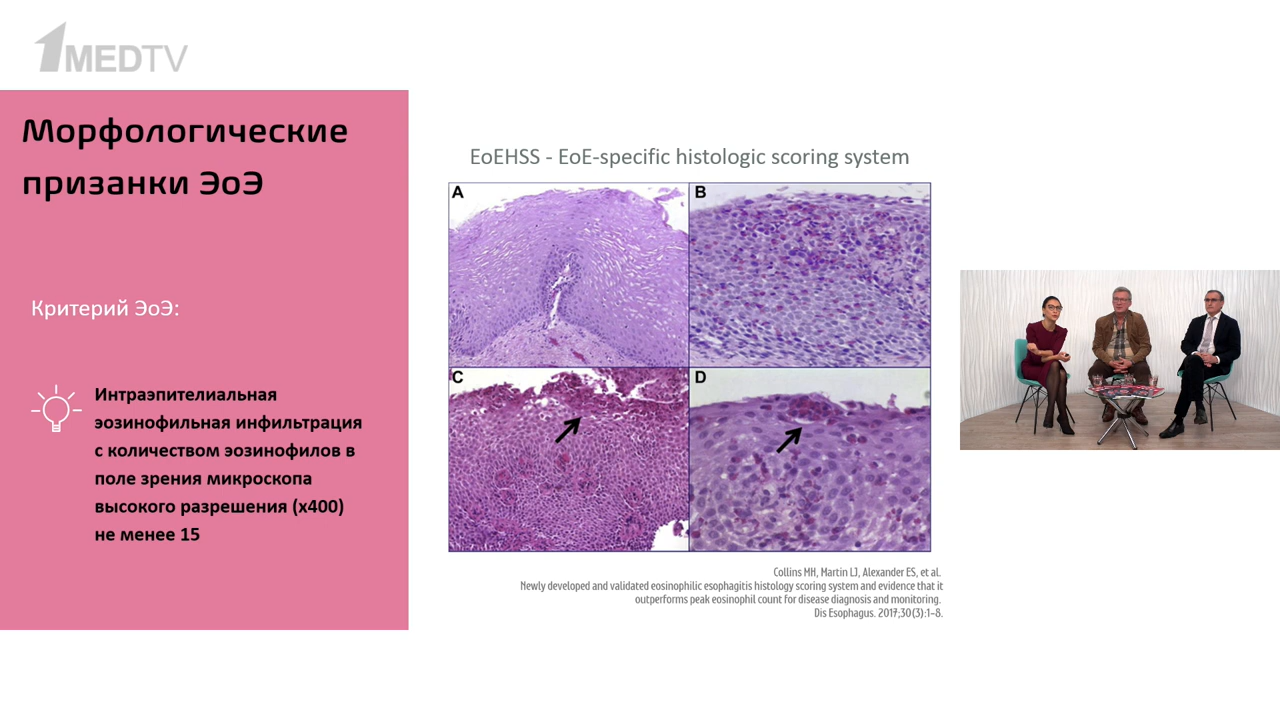 1MEDTV
Морфологические
призанки ЭоЭ
Критерий ЭоЭ:
Интраэпителиальная
эозинофильная инфильтрация
с количеством эозинофилов в
поле зрения микроскопа
высокого разрешения (х400)
не менее 15
EoEHSS - EoE-specific histologic scoring system
A
B
C
D
Collins MH, Martin LJ, Alexander ES, et al.
Newly developed and validated eosinophilic esophagitis histology scoring system and evidence that it
outperforms peak eosinophil count for disease diagnosis and monitoring.
Dis Esophagus. 2017;30(3):1–8.